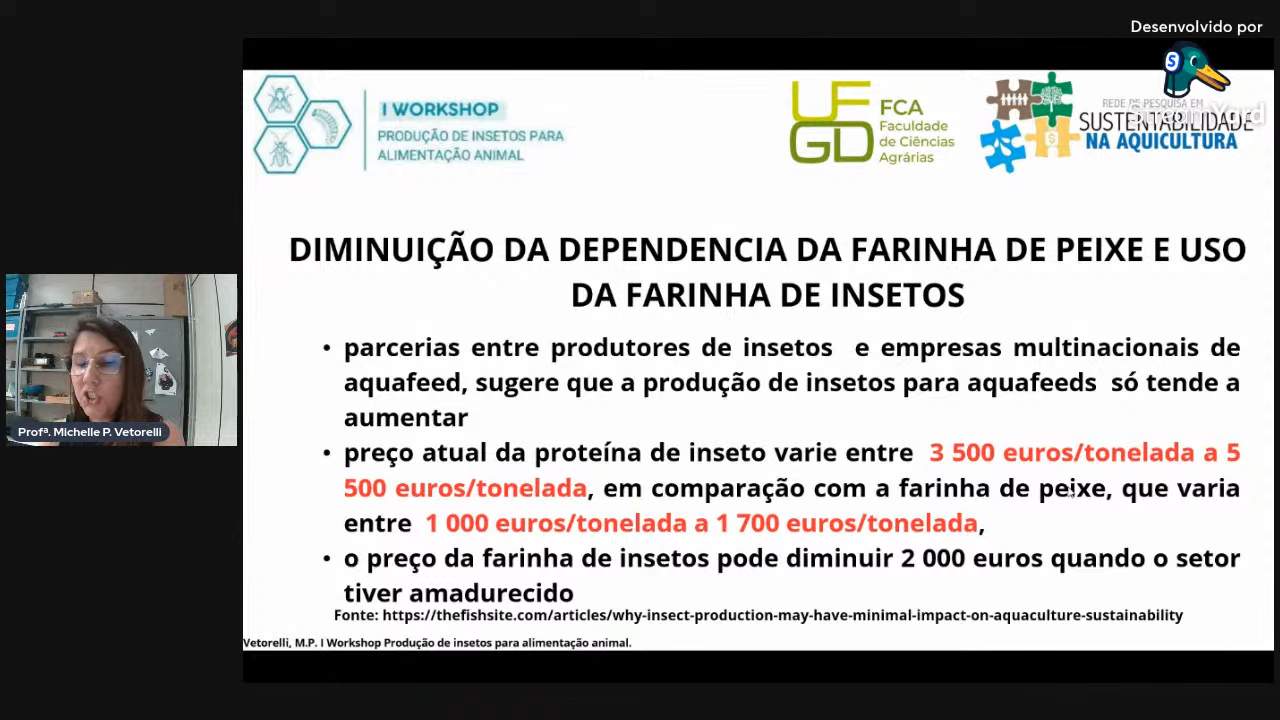 Desenvolvido por
S
StreamYard
I WORKSHOP
PRODUÇÃO DE INSETOS PARA
ALIMENTAÇÃO ANIMAL
UF
GD
FCA
Faculdade
de Ciências
Agrárias
REDE DE PESQUISA EM
SUSTENTABILIDADE
NA AQUICULTURA
DIMINUIÇÃO DA DEPENDENCIA DA FARINHA DE PEIXE E USO
DA FARINHA DE INSETOS
• parcerias entre produtores de insetos e empresas multinacionais de
aquafeed, sugere que a produção de insetos para aquafeeds só tende a
aumentar
• preço atual da proteína de inseto varie entre 3 500 euros/tonelada a 5
500 euros/tonelada, em comparação com a farinha de peixe, que varia
entre 1 000 euros/tonelada a 1 700 euros/tonelada,
• o preço da farinha de insetos pode diminuir 2 000 euros quando o setor
tiver amadurecido
Fonte: https://thefishsite.com/articles/why-insect-production-may-have-minimal-impact-on-aquaculture-sustainability
Vetorelli, M.P. I Workshop Produção de insetos para alimentação animal.
Profª. Michelle P. Vetorelli